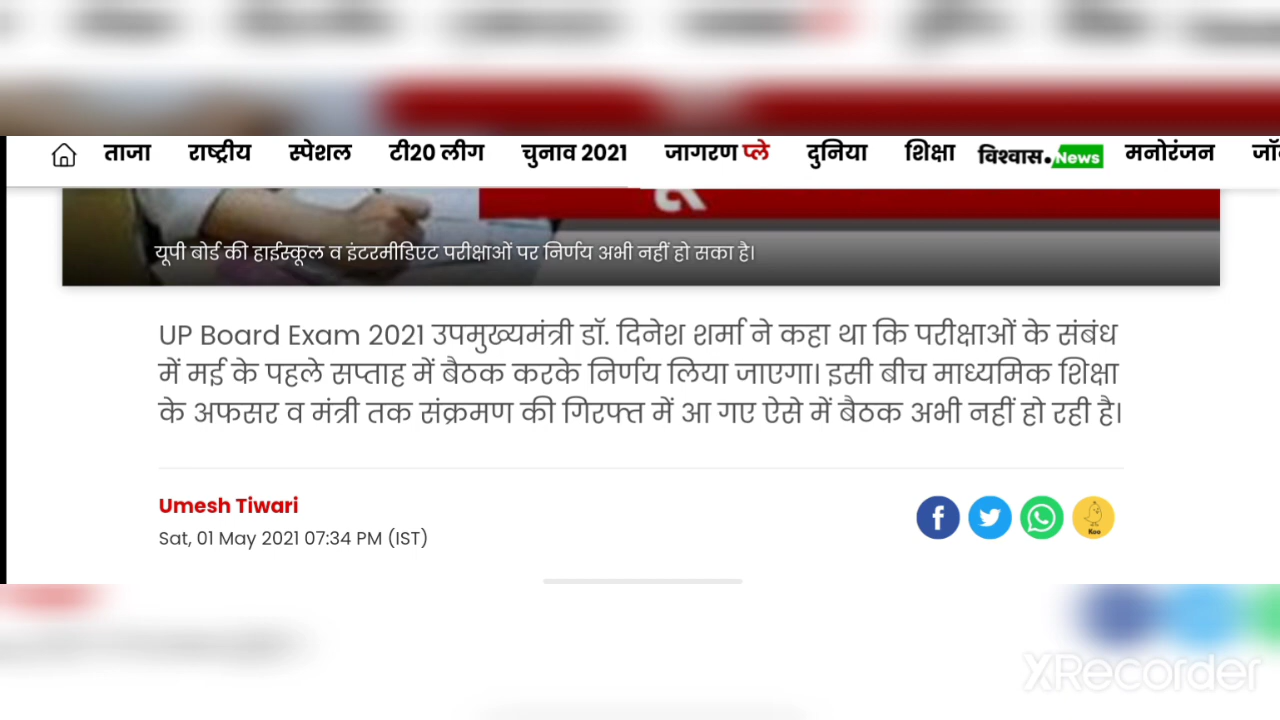 ताजा राष्ट्रीय स्पेशल टी20 लीग चुनाव 2021 जागरण प्ले दुनिया शिक्षा विश्वास.News मनोरंजन
यूपी बोर्ड की हाईस्कूल व इंटरमीडिएट परीक्षाओं पर निर्णय अभी नहीं हो सका है।
UP Board Exam 2021 उपमुख्यमंत्री डॉ. दिनेश शर्मा ने कहा था कि परीक्षाओं के संबंध
में मई के पहले सप्ताह में बैठक करके निर्णय लिया जाएगा। इसी बीच माध्यमिक शिक्षा
के अफसर व मंत्री तक संक्रमण की गिरफ्त में आ गए ऐसे में बैठक अभी नहीं हो रही है।
Umesh Tiwari
Sat, 01 May 2021 07:34 PM (IST)
Koo
XRecorder